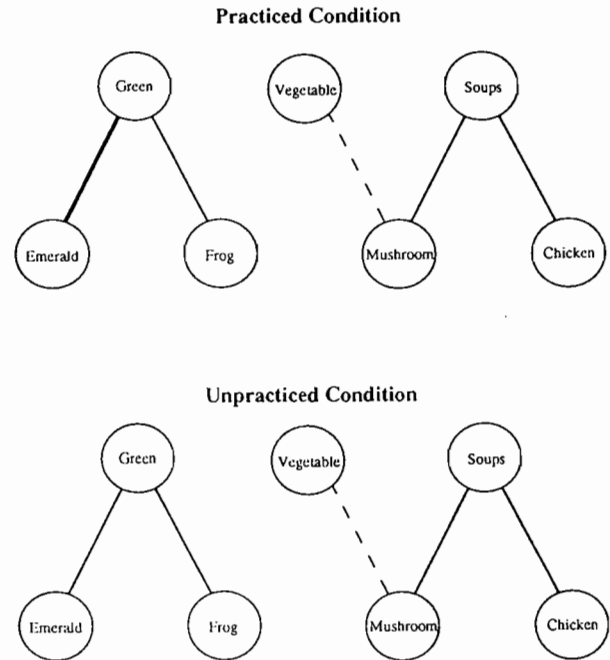 Practiced Condition
Green Vegetable Soups
Emerald Frog Mushroom Chicken
Unpracticed Condition
Green Vegetable Soups
Emerald Frog Mushroom Chicken